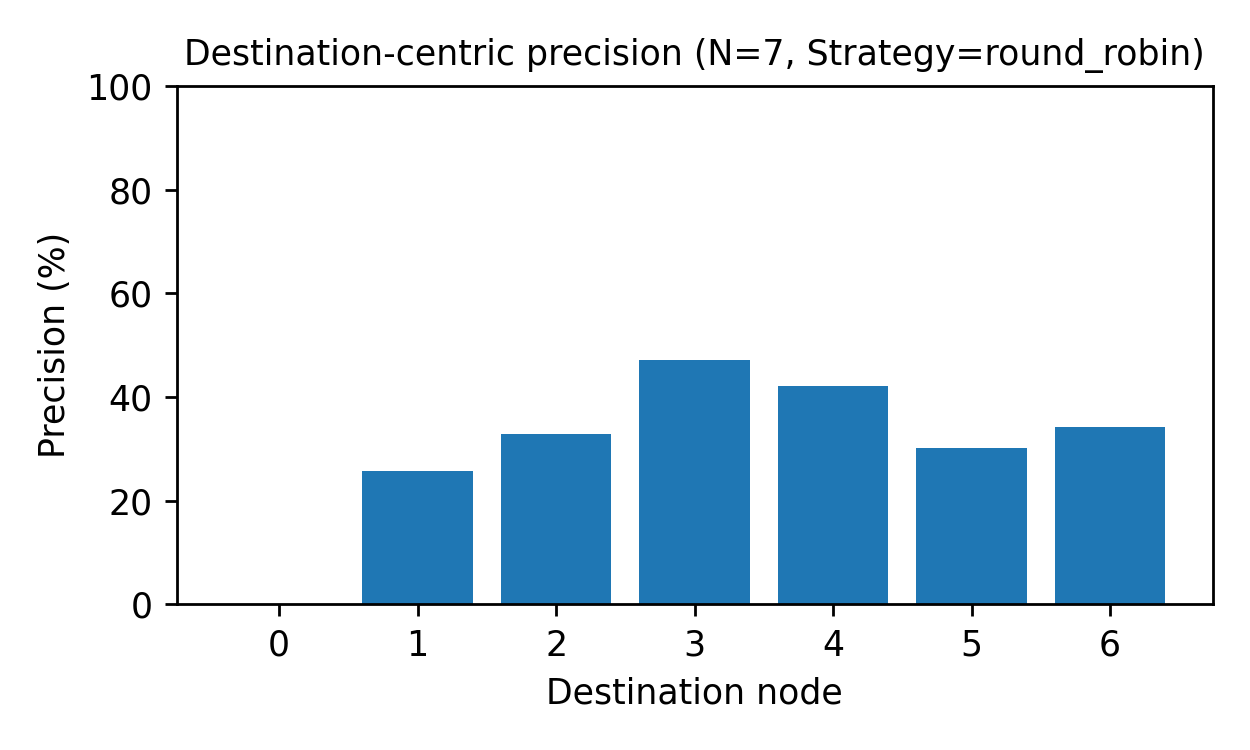 Destination-centric precision (N=7, Strategy=round_robin)
100
80
60
40
20
0
Precision (%)
0 1 2 3 4 5 6
Destination node